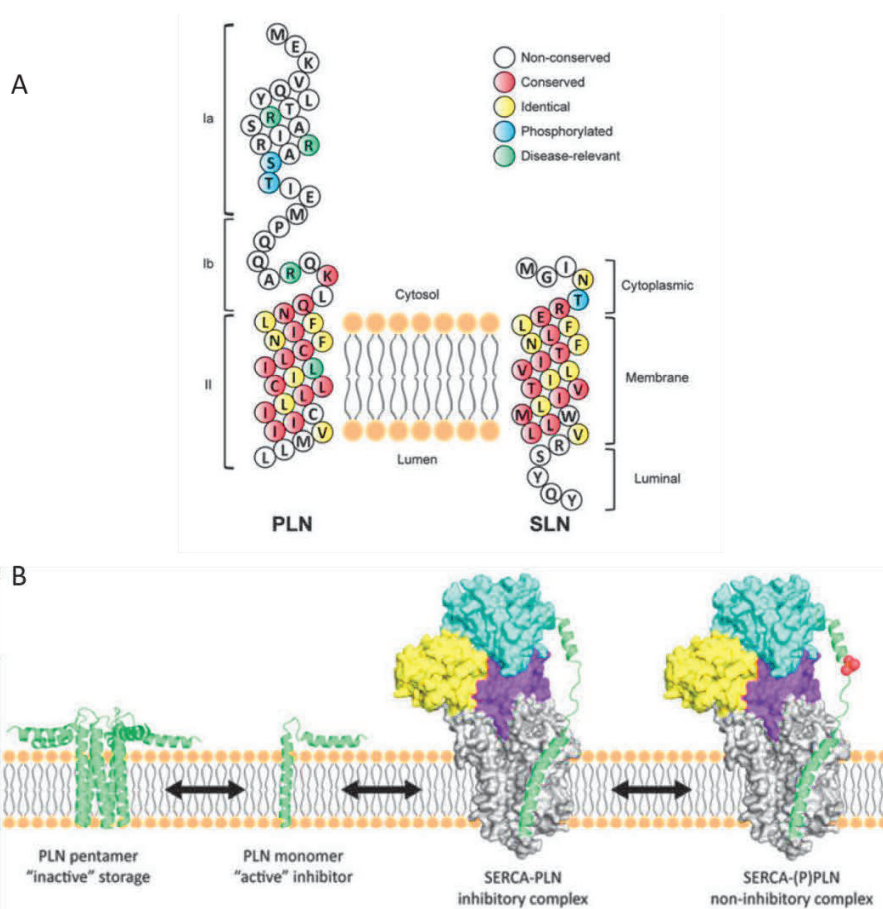 A
M
E
K
V
Y Q L
T
S R A
R I R
A
S
T I E
M
P
Q
Q
A R Q K
L
L N Q
I F
N I F
I L C
C I L
I L L L
I I C
L L M V
Ia
Ib
II
PLN
Non-conserved
Conserved
Identical
Phosphorylated
Disease-relevant
Cytosol
Lumen
M G I N
T
L E R
L F
N T F
V I L
T I V
M L I
L L W
V
R
S
Y
Q Y
Cytoplasmic
Membrane
Luminal
SLN
B
PLN pentamer
"inactive" storage
PLN monomer
"active" inhibitor
SERCA-PLN
inhibitory complex
SERCA-(P)PLN
non-inhibitory complex